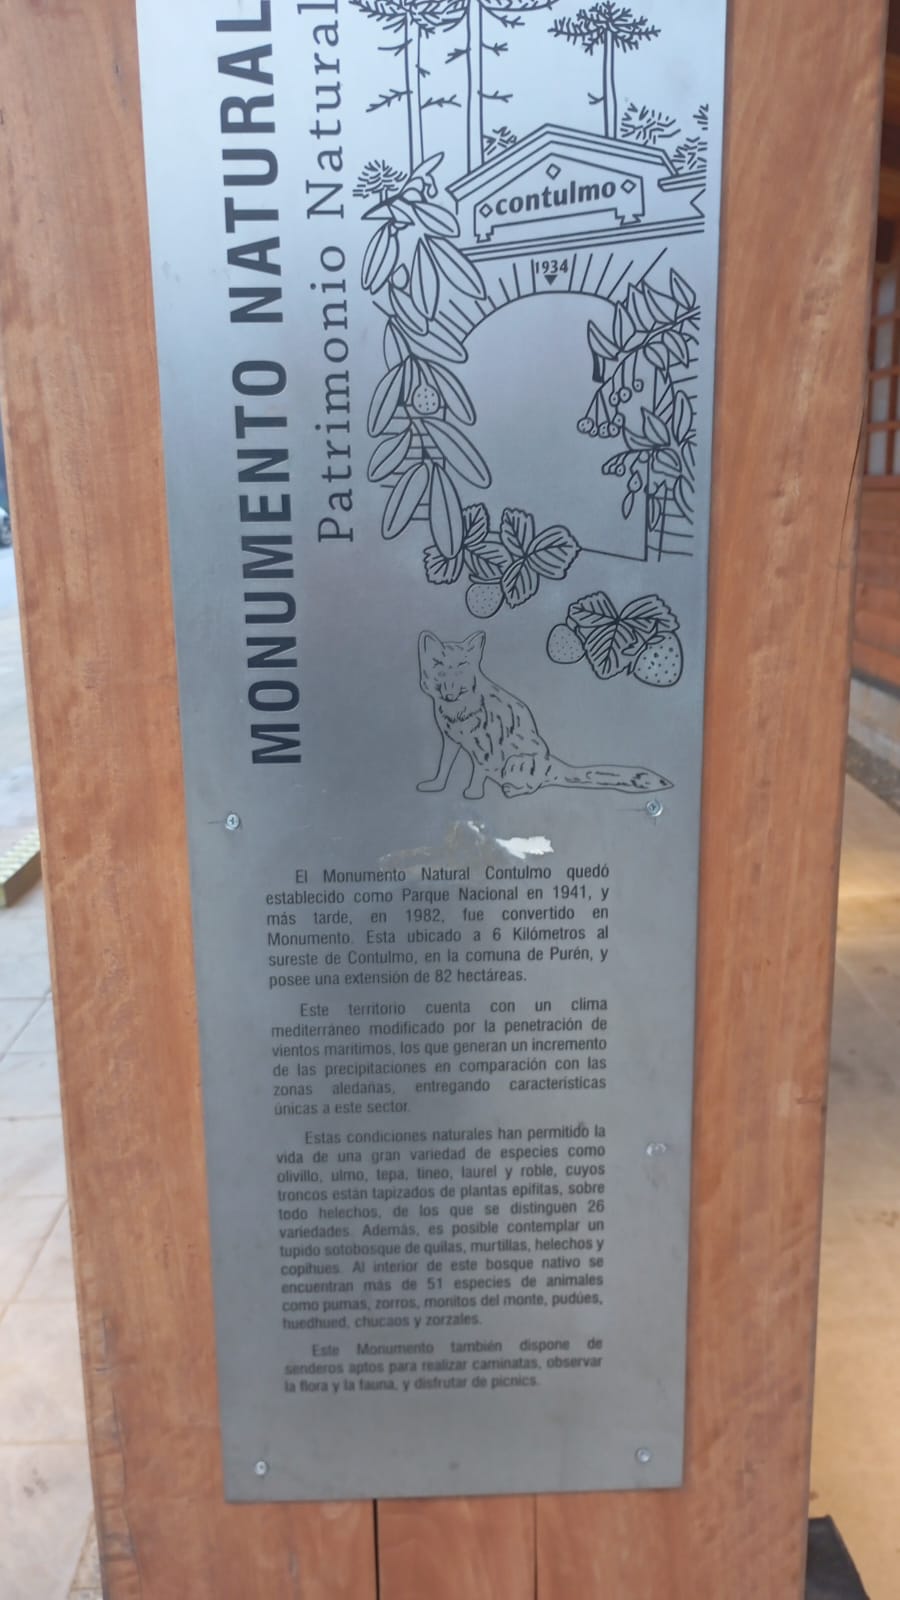 MONUMENTO NATURAL
Patrimonio Natural
contulmo
1934
El Monumento Natural Contulmo quedó
establecido como Parque Nacional en 1941, y
más tarde, en 1982, fue convertido en
Monumento. Esta ubicado a 6 Kilómetros al
sureste de Contulmo, en la comuna de Purén, y
posee una extensión de 82 hectáreas.
Este territorio cuenta con un clima
mediterráneo modificado por la penetración de
vientos marítimos, los que generan un incremento
de las precipitaciones en comparación con las
zonas aledañas, entregando características
únicas a este sector.
Estas condiciones naturales han permitido la
vida de una gran variedad de especies como
olivillo, ulmo, tepa, tineo, laurel y roble, cuyos
troncos están tapizados de plantas epífitas, sobre
todo helechos, de los que se distinguen 26
variedades. Además, es posible contemplar un
tupido sotobosque de quilas, murtillas, helechos y
copihues. Al interior de este bosque nativo se
encuentran más de 51 especies de animales
como pumas, zorros, monitos del monte, pudúes,
huedhued, chucaos y zorzales.
Este Monumento también dispone de
senderos aptos para realizar caminatas, observar
la flora y la fauna, y disfrutar de picnics.